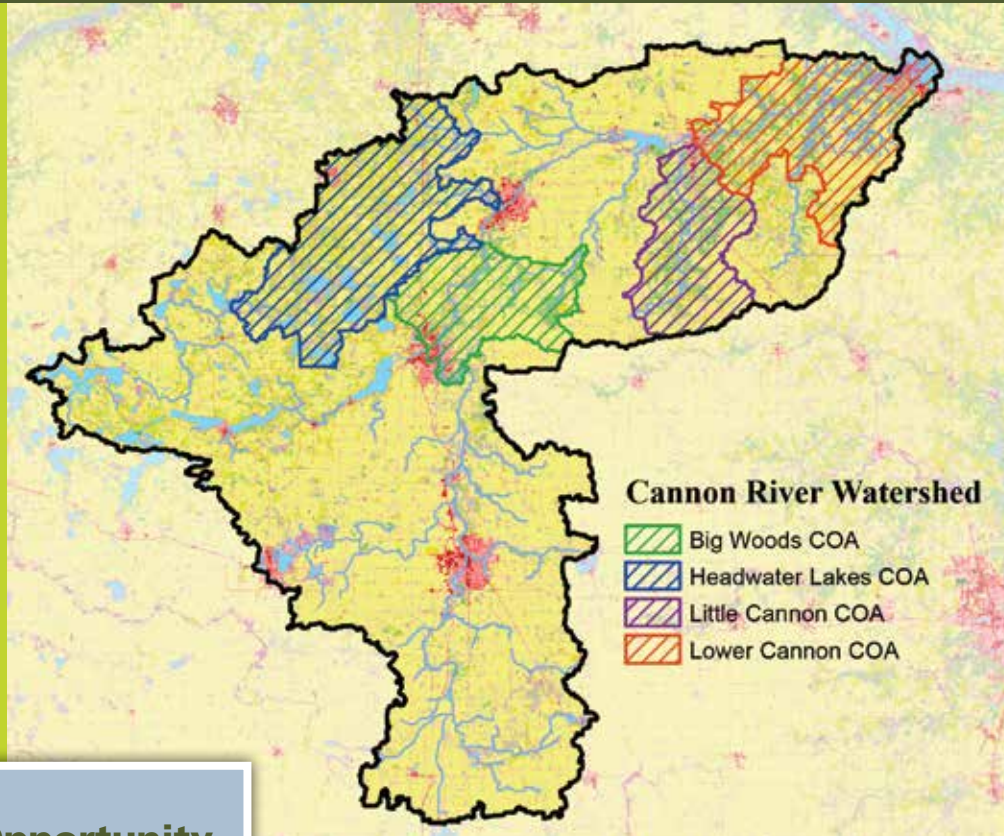 Cannon River Watershed
Big Woods COA
Headwater Lakes COA
Little Cannon COA
Lower Cannon COA